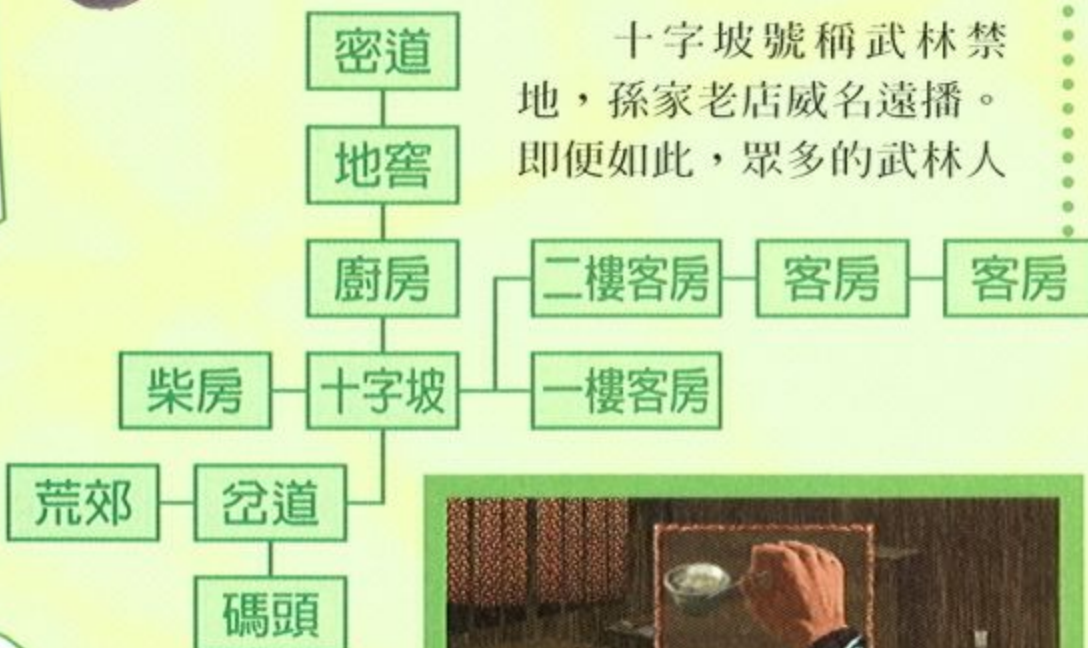 密道
十字坡號稱武林禁
地，孫家老店威名遠播。
即便如此，眾多的武林人
地窖
廚房
二樓客房
客房
客房
柴房
十字坡
一樓客房
荒郊
岔道
碼頭